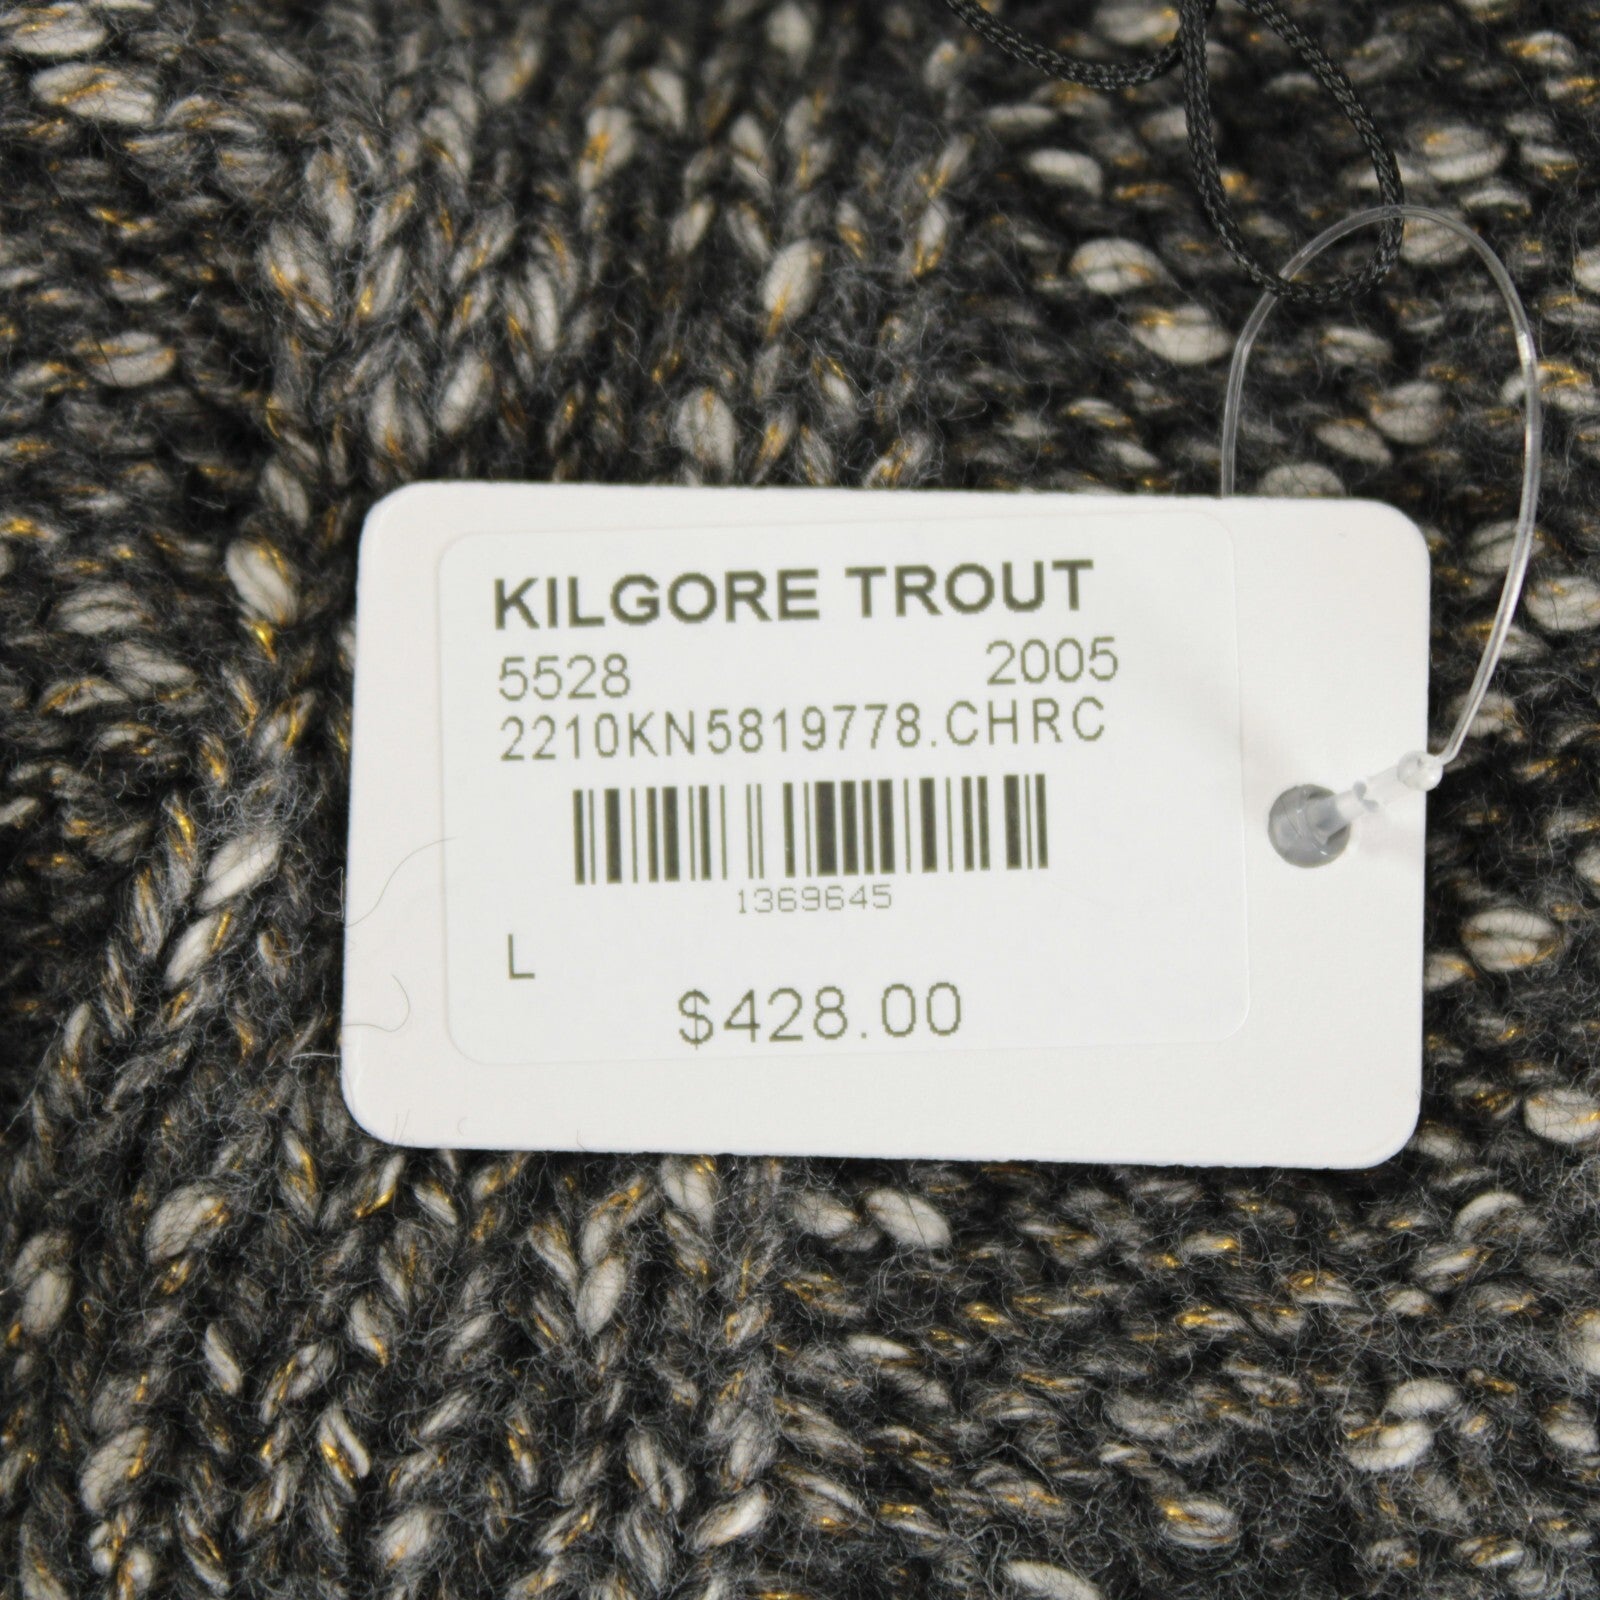 KILGORE TROUT
5528 2005
2210KN5819778.CHRC
1369645
L
$428.00